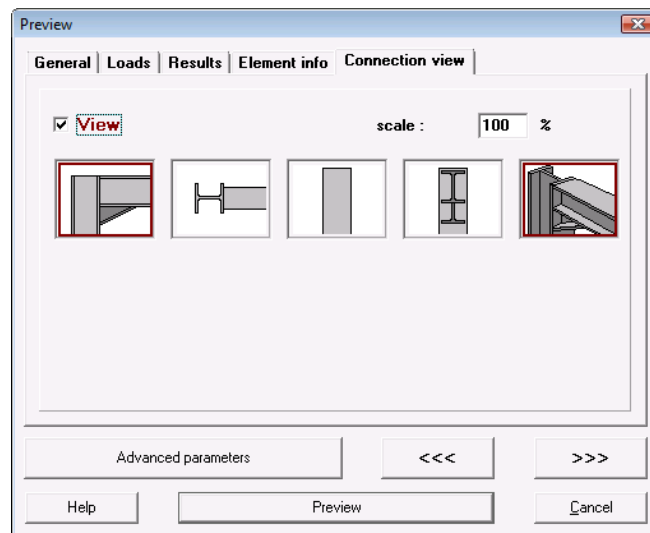 Preview
General Loads Results Element info Connection view
View scale : 100 %
Advanced parameters <<< >>>
Help Preview Cancel